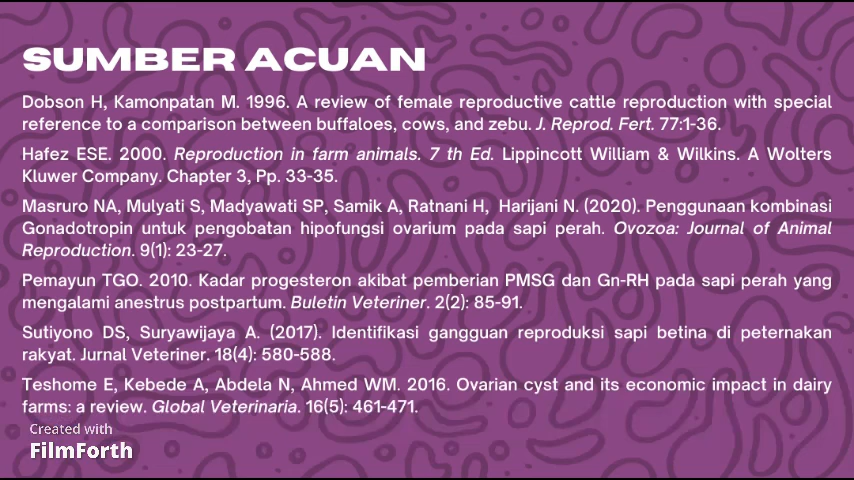 SUMBER ACUAN
Dobson H, Kamonpatan M. 1996. A review of female reproductive cattle reproduction with special
reference to a comparison between buffaloes, cows, and zebu. J. Reprod. Fert. 77:1-36.
Hafez ESE. 2000. Reproduction in farm animals. 7 th Ed. Lippincott William & Wilkins. A Wolters
Kluwer Company. Chapter 3, Pp. 33-35.
Masruro NA, Mulyati S, Madyawati SP, Samik A, Ratnani H, Harijani N. (2020). Penggunaan kombinasi
Gonadotropin untuk pengobatan hipofungsi ovarium pada sapi perah. Ovozoa: Journal of Animal
Reproduction. 9(1): 23-27.
Pemayun TGO. 2010. Kadar progesteron akibat pemberian PMSG dan Gn-RH pada sapi perah yang
mengalami anestrus postpartum. Buletin Veteriner. 2(2): 85-91.
Sutiyono DS, Suryawijaya A. (2017). Identifikasi gangguan reproduksi sapi betina di peternakan
rakyat. Jurnal Veteriner. 18(4): 580-588.
Teshome E, Kebede A, Abdela N, Ahmed WM. 2016. Ovarian cyst and its economic impact in dairy
farms: a review. Global Veterinaria. 16(5): 461-471.
Created with
FilmForth